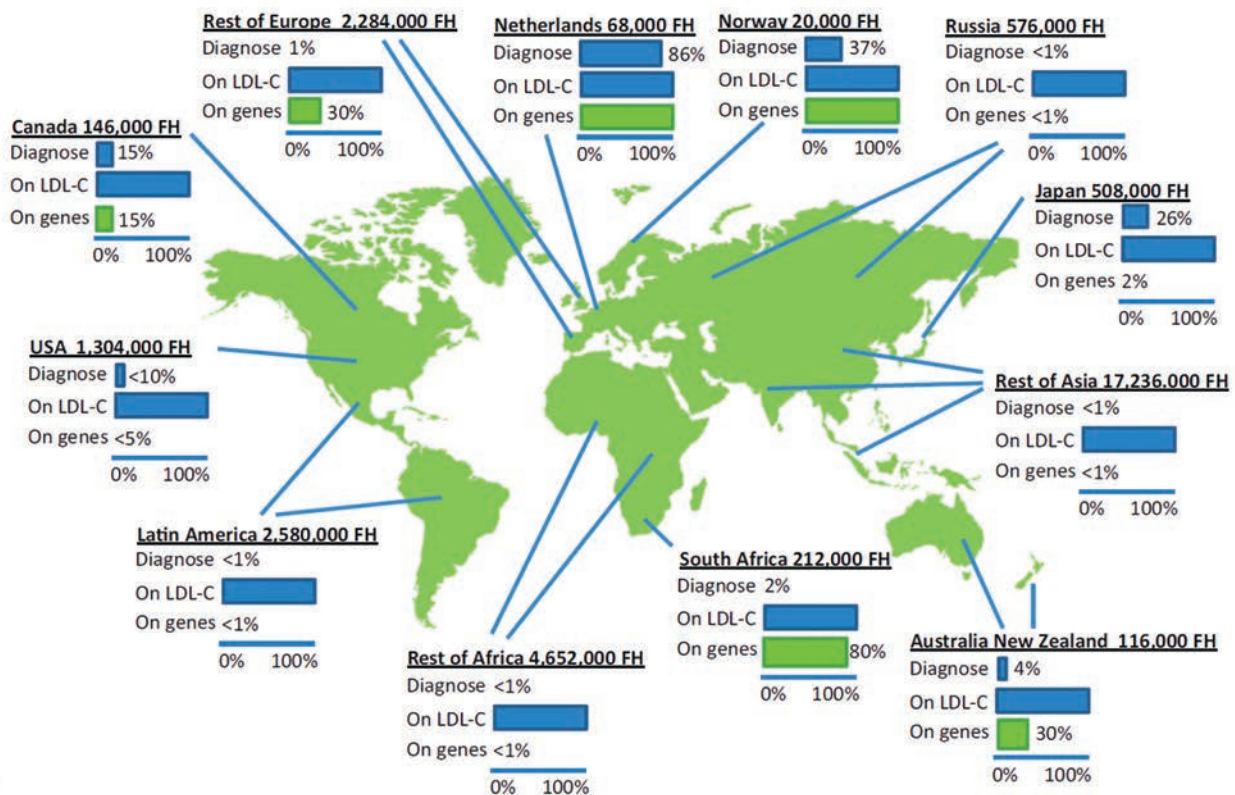 Rest of Europe 2,284,000 FH
Diagnose 1%
On LDL-C
On genes 30%
0% 100%
Netherlands 68,000 FH
Diagnose 86%
On LDL-C
On genes
0% 100%
Norway 20,000 FH
Diagnose 37%
On LDL-C
On genes
0% 100%
Russia 576,000 FH
Diagnose <1%
On LDL-C
On genes <1%
0% 100%
Canada 146,000 FH
Diagnose 15%
On LDL-C
On genes 15%
0% 100%
Japan 508,000 FH
Diagnose 26%
On LDL-C
On genes 2%
0% 100%
USA 1,304,000 FH
Diagnose <10%
On LDL-C
On genes <5%
0% 100%
Rest of Asia 17,236,000 FH
Diagnose <1%
On LDL-C
On genes <1%
0% 100%
Latin America 2,580,000 FH
Diagnose <1%
On LDL-C
On genes <1%
0% 100%
South Africa 212,000 FH
Diagnose 2%
On LDL-C
On genes 80%
0% 100%
Rest of Africa 4,652,000 FH
Diagnose <1%
On LDL-C
On genes <1%
0% 100%
Australia New Zealand 116,000 FH
Diagnose 4%
On LDL-C
On genes 30%
0% 100%